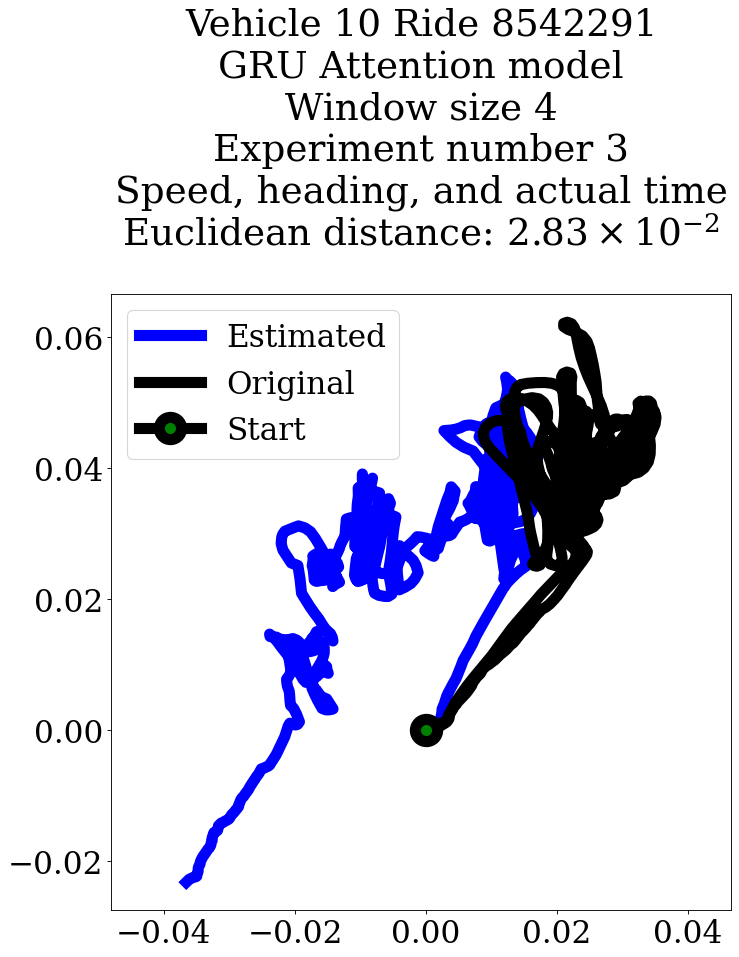 Vehicle 10 Ride 8542291
GRU Attention model
Window size 4
Experiment number 3
Speed, heading, and actual time
Euclidean distance: 2.83 × 10⁻²
Estimated
Original
Start
0.06
0.04
0.02
0.00
−0.02
−0.04 −0.02 0.00 0.02 0.04